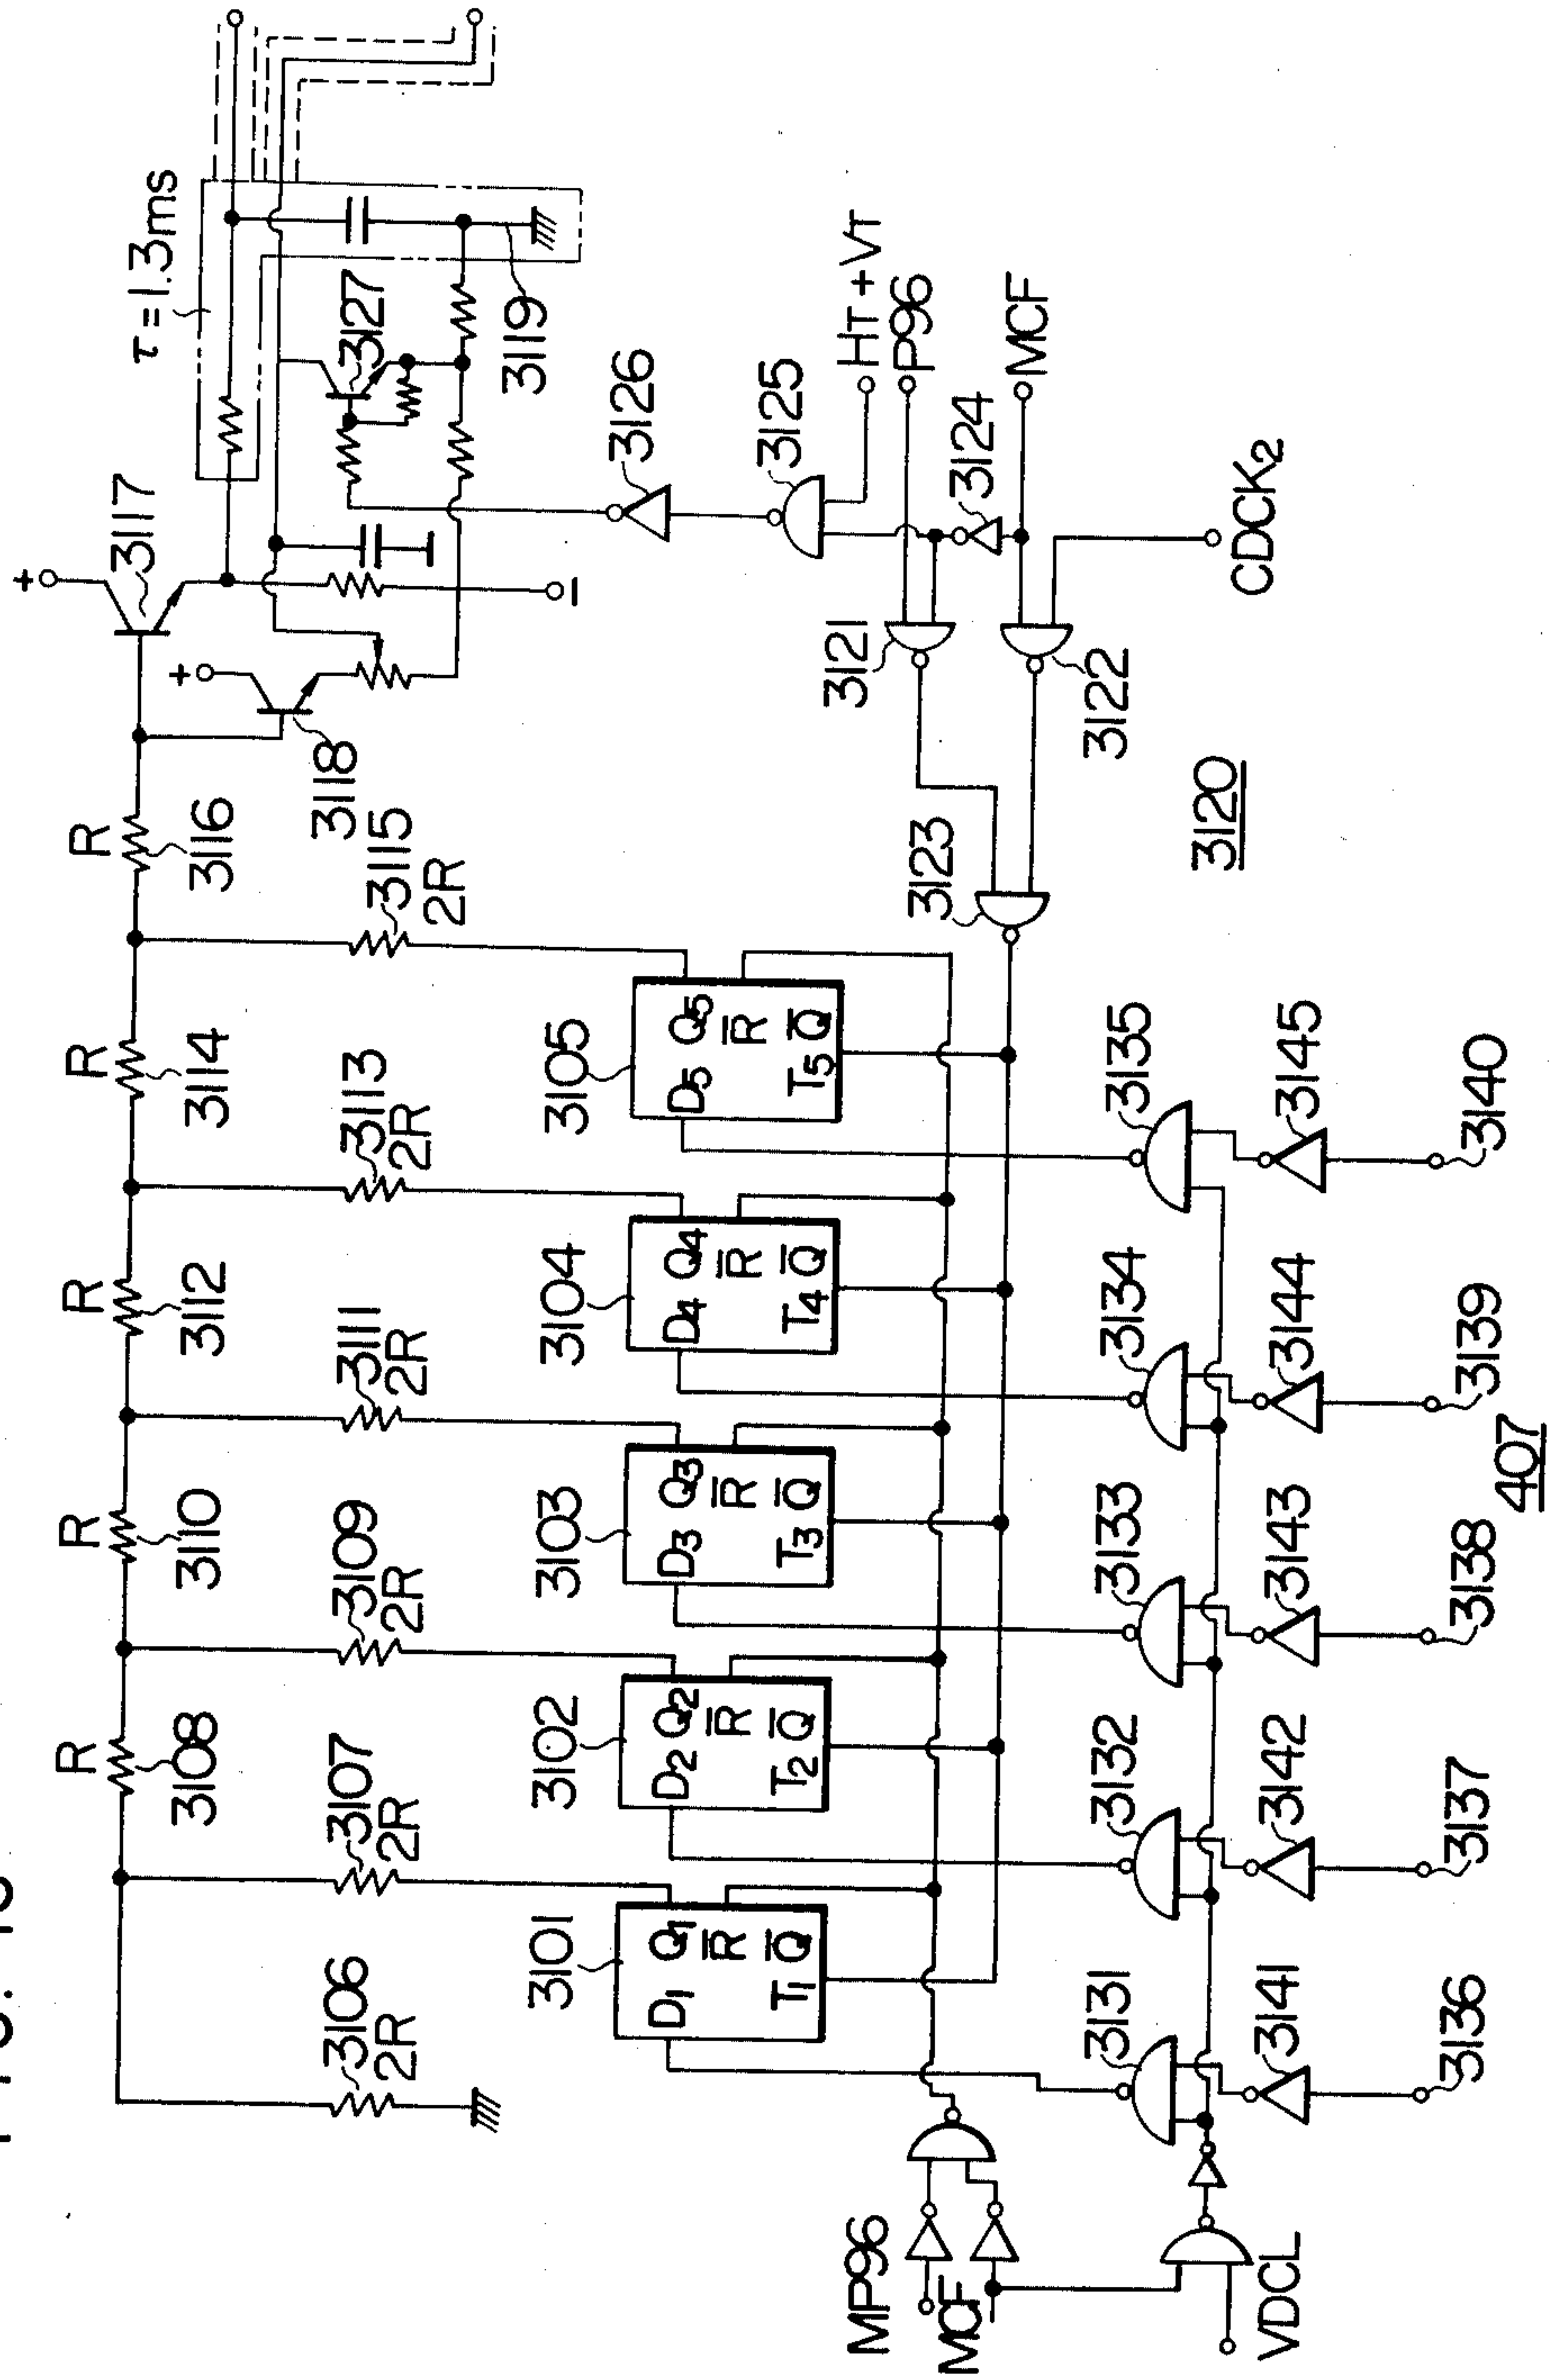 +
τ = 1.3ms
3117
+
R
R
R
R
R
3108
3110
3112
3114
3116
3118
3127
3119
3106
2R
3107
2R
3109
2R
3111
2R
3113
2R
3115
2R
−
3126
3101
3102
3103
3104
3105
D1 Q1
R̅
T1 Q̅
D2 Q2
R̅
T2 Q̅
D3 Q3
R̅
T3 Q̅
D4 Q4
R̅
T4 Q̅
D5 Q5
R̅
T5 Q̅
3125
HT + VT
P96
3121
3124
MCF
3123
3122
CDCK2
3120
MP96
MCF
VDCL
3131
3132
3133
3134
3135
3141
3142
3143
3144
3145
3136
3137
3138
3139
3140
407